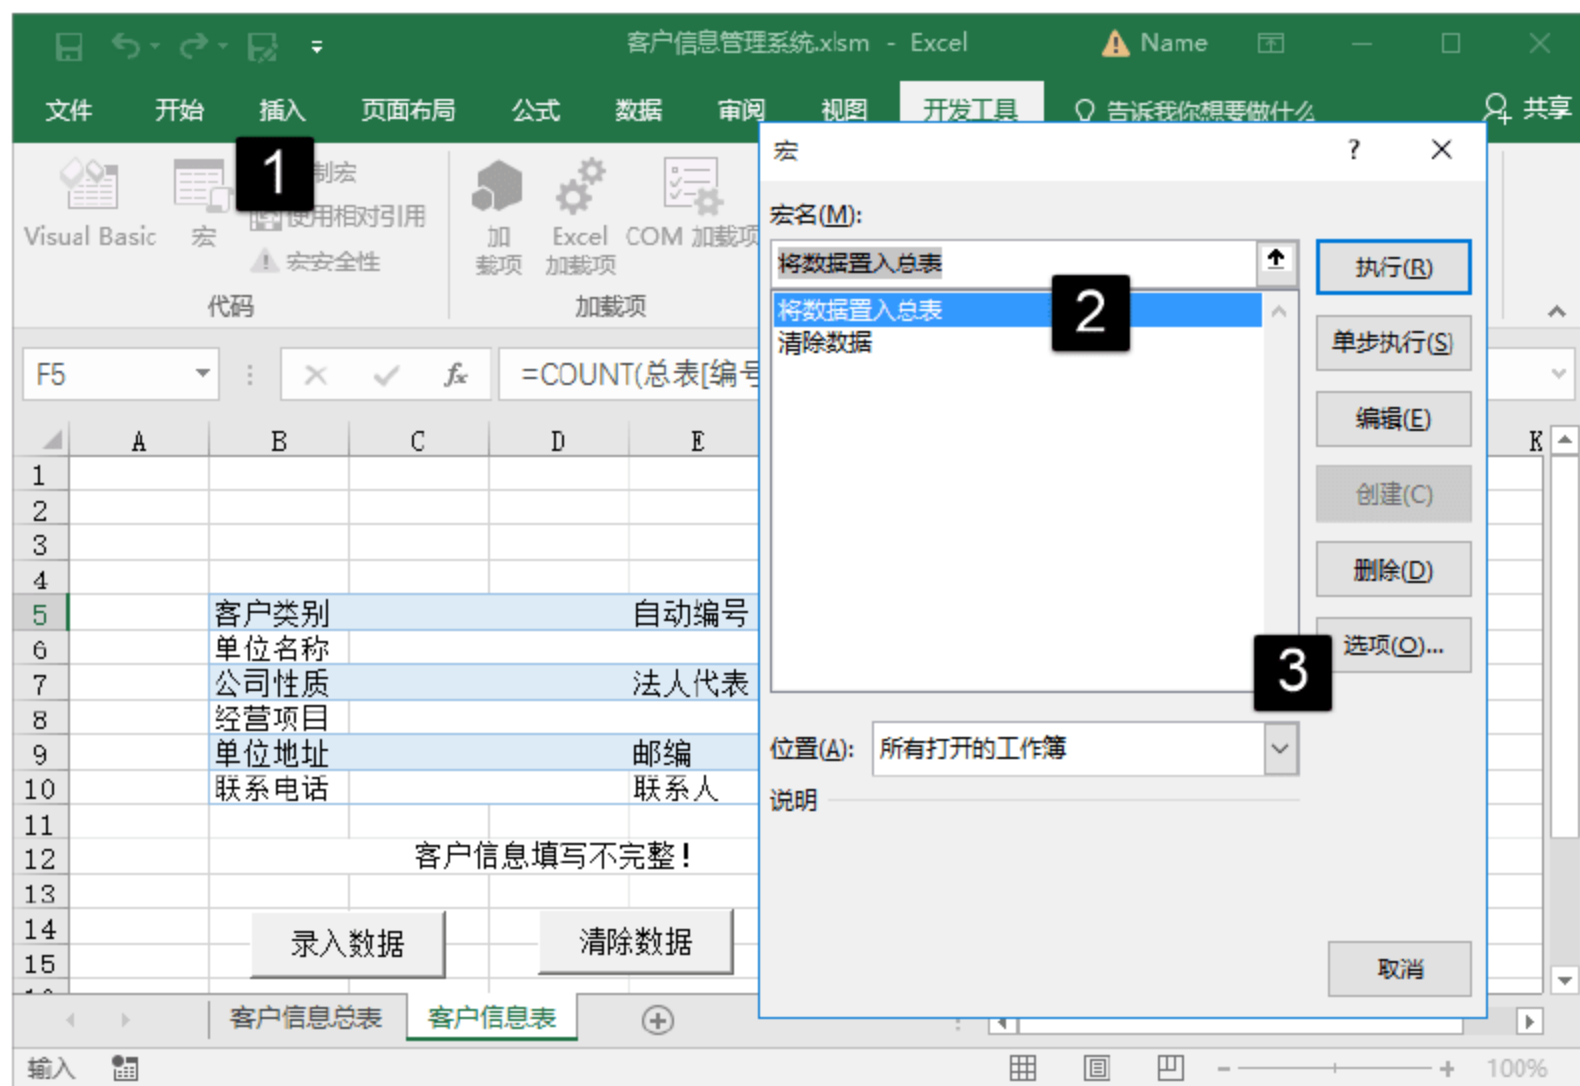 客户信息管理系统.xlsm - Excel
Name
文件 开始 插入 页面布局 公式 数据 审阅 视图 开发工具 告诉我你想要做什么 共享
Visual Basic
宏
1
制宏
使用相对引用
宏安全性
代码
加载项
Excel 加载项
COM 加载项
加载项
F5
fx
=COUNT(总表[编号
A B C D E K
1
2
3
4
5 客户类别 自动编号
6 单位名称
7 公司性质 法人代表
8 经营项目
9 单位地址 邮编
10 联系电话 联系人
11
12 客户信息填写不完整!
13
14
15
录入数据 清除数据
宏
?
宏名(M):
将数据置入总表
将数据置入总表
2
清除数据
执行(R)
单步执行(S)
编辑(E)
创建(C)
删除(D)
3
选项(O)...
位置(A): 所有打开的工作簿
说明
取消
客户信息总表 客户信息表
输入
100%